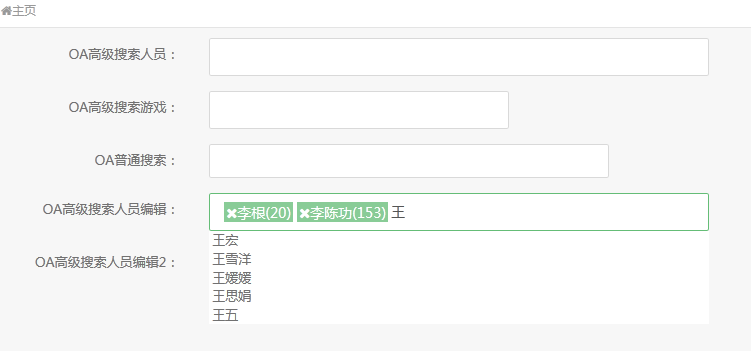 主页
OA高级搜索人员：
OA高级搜索游戏：
OA普通搜索：
OA高级搜索人员编辑： ✖李根(20) ✖李陈功(153) 王
王宏
王雪洋
OA高级搜索人员编辑2：
王媛媛
王思娟
王五